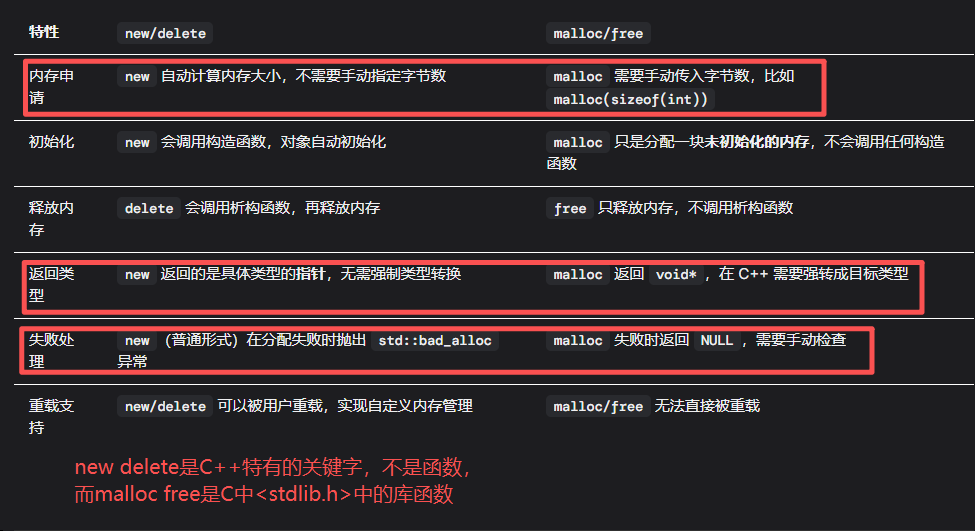 特性 new/delete malloc/free
内存申 new 自动计算内存大小，不需要手动指定字节数 malloc 需要手动传入字节数，比如
请 malloc(sizeof(int))
初始化 new 会调用构造函数，对象自动初始化 malloc 只是分配一块未初始化的内存，不会调用任何构造
函数
释放内 delete 会调用析构函数，再释放内存 free 只释放内存，不调用析构函数
存
返回类 new 返回的是具体类型的指针，无需强制类型转换 malloc 返回 void* ，在 C++ 需要强转成目标类型
型
失败处 new （普通形式）在分配失败时抛出 std::bad_alloc malloc 失败时返回 NULL ，需要手动检查
理 异常
重载支 new/delete 可以被用户重载，实现自定义内存管理 malloc/free 无法直接被重载
持
new delete是C++特有的关键字，不是函数，
而malloc free是C中<stdlib.h>中的库函数